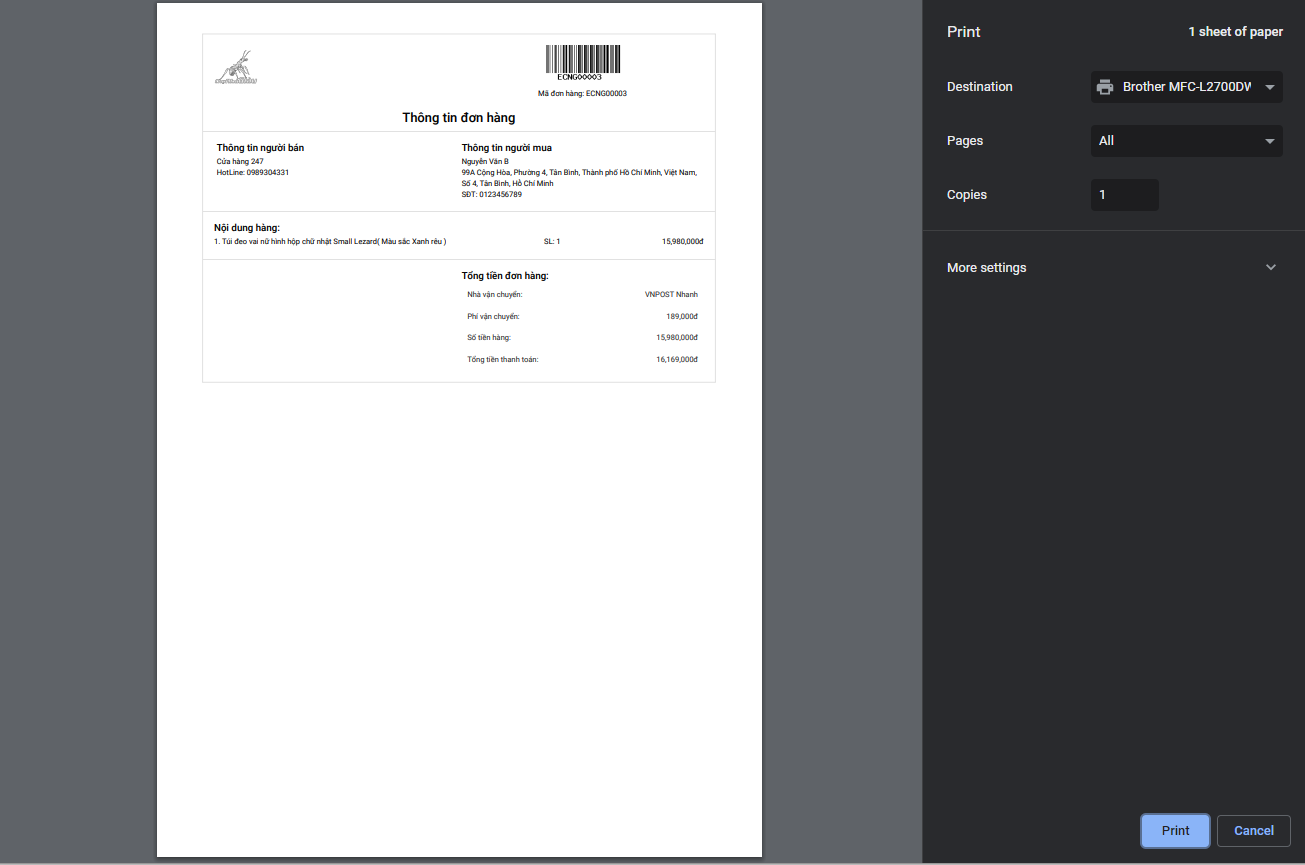 ECNG00003
Mã đơn hàng: ECNG00003
Thông tin đơn hàng
Thông tin người bán
Cửa hàng 247
HotLine: 0989304331
Thông tin người mua
Nguyễn Văn B
99A Cộng Hòa, Phường 4, Tân Bình, Thành phố Hồ Chí Minh, Việt Nam,
Số 4, Tân Bình, Hồ Chí Minh
SĐT: 0123456789
Nội dung hàng:
1. Túi đeo vai nữ hình hộp chữ nhật Small Lezard( Màu sắc Xanh rêu ) SL: 1 15,980,000đ
Tổng tiền đơn hàng:
Nhà vận chuyển: VNPOST Nhanh
Phí vận chuyển: 189,000đ
Số tiền hàng: 15,980,000đ
Tổng tiền thanh toán: 16,169,000đ
Print 1 sheet of paper
Destination Brother MFC-L2700DW
Pages All
Copies 1
More settings
Print Cancel